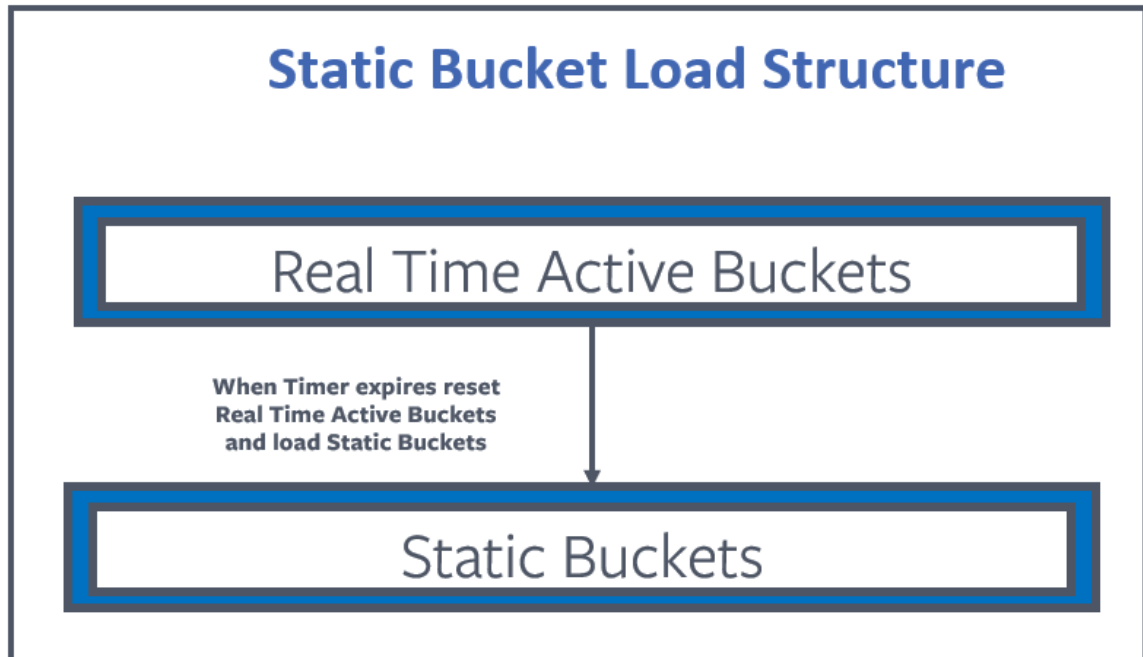 Static Bucket Load Structure
Real Time Active Buckets
When Timer expires reset
Real Time Active Buckets
and load Static Buckets
Static Buckets